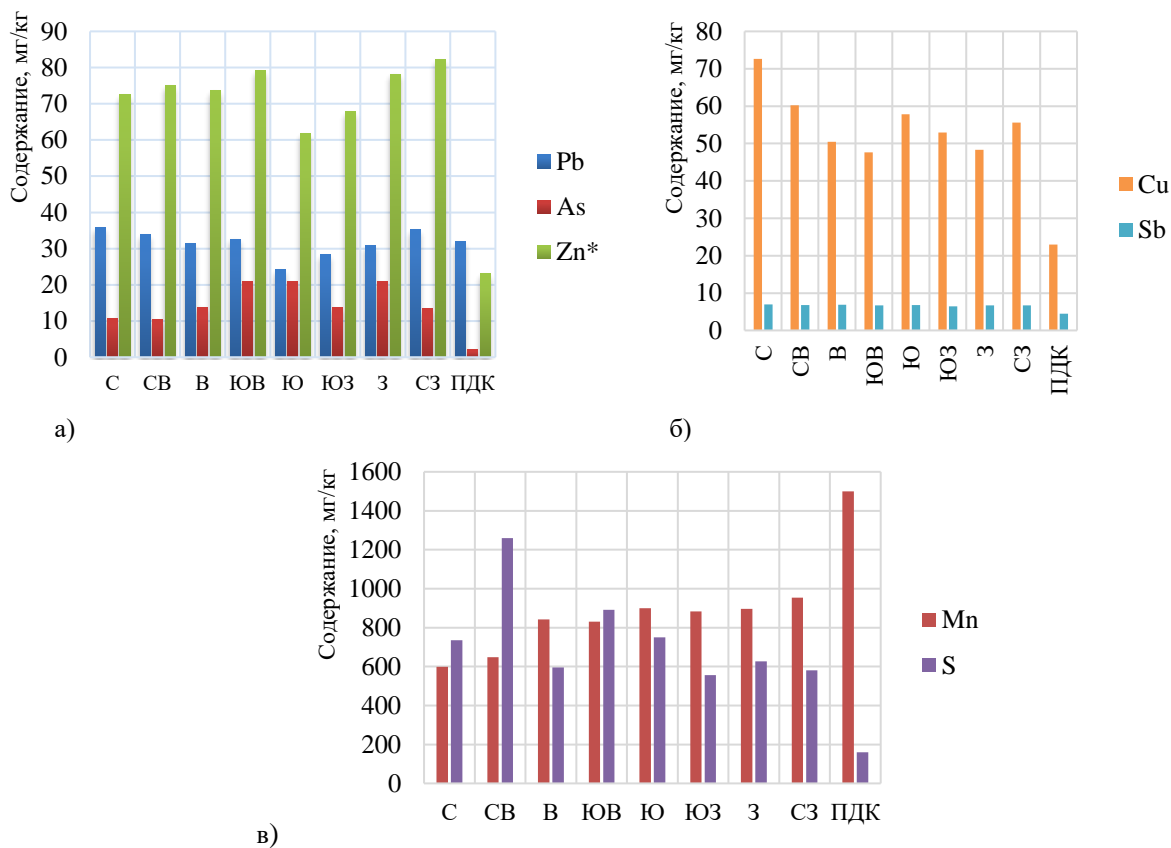 Содержание, мг/кг
90
80
70
60
50
40
30
20
10
0
С СВ В ЮВ Ю ЮЗ З СЗ ПДК
Pb
As
Zn*
а)
Содержание, мг/кг
80
70
60
50
40
30
20
10
0
С СВ В ЮВ Ю ЮЗ З СЗ ПДК
Cu
Sb
б)
Содержание, мг/кг
1600
1400
1200
1000
800
600
400
200
0
С СВ В ЮВ Ю ЮЗ З СЗ ПДК
Mn
S
в)